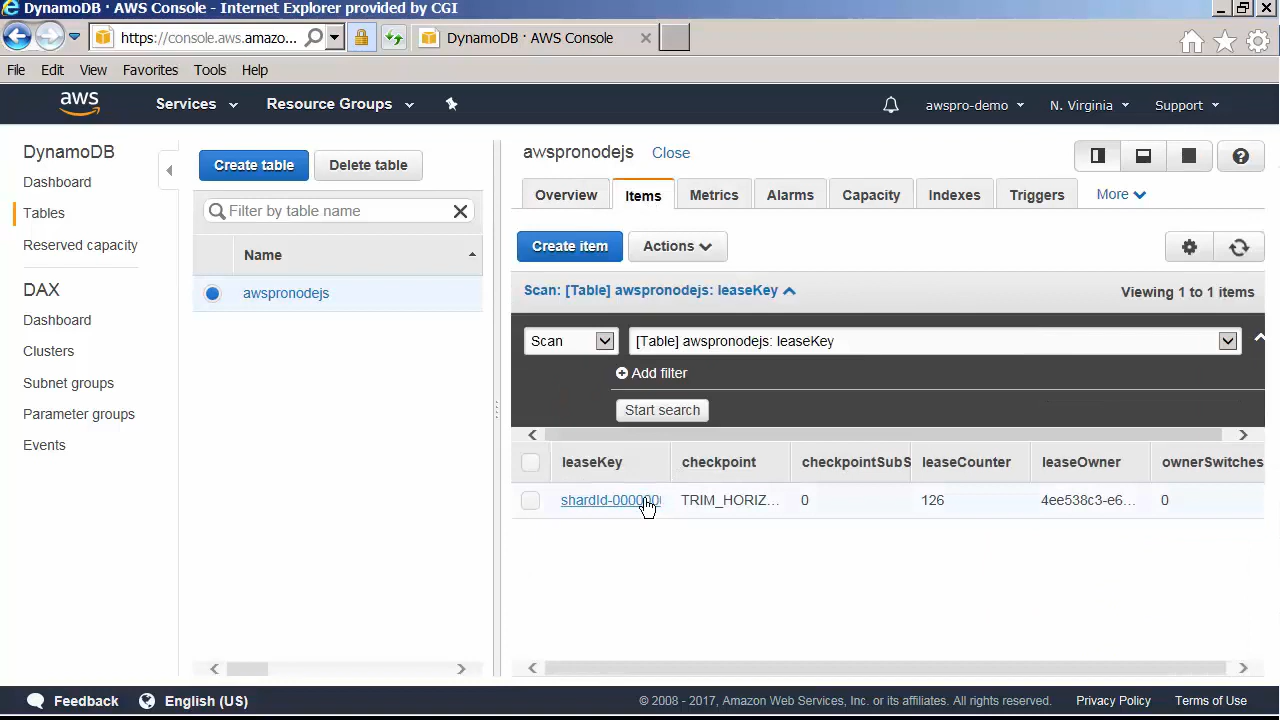 DynamoDB · AWS Console - Internet Explorer provided by CGI
https://console.aws.amazo...
DynamoDB · AWS Console
File Edit View Favorites Tools Help
aws
Services
Resource Groups
awspro-demo
N. Virginia
Support
DynamoDB
Dashboard
Tables
Reserved capacity
DAX
Dashboard
Clusters
Subnet groups
Parameter groups
Events
Create table
Delete table
Filter by table name
Name
awspronodejs
awspronodejs Close
Overview Items Metrics Alarms Capacity Indexes Triggers More
Create item
Actions
Scan: [Table] awspronodejs: leaseKey
Viewing 1 to 1 items
Scan
[Table] awspronodejs: leaseKey
Add filter
Start search
leaseKey checkpoint checkpointSubS leaseCounter leaseOwner ownerSwitches
shardId-0000000 TRIM_HORIZ... 0 126 4ee538c3-e6... 0
Feedback
English (US)
© 2008 - 2017, Amazon Web Services, Inc. or its affiliates. All rights reserved.
Privacy Policy
Terms of Use